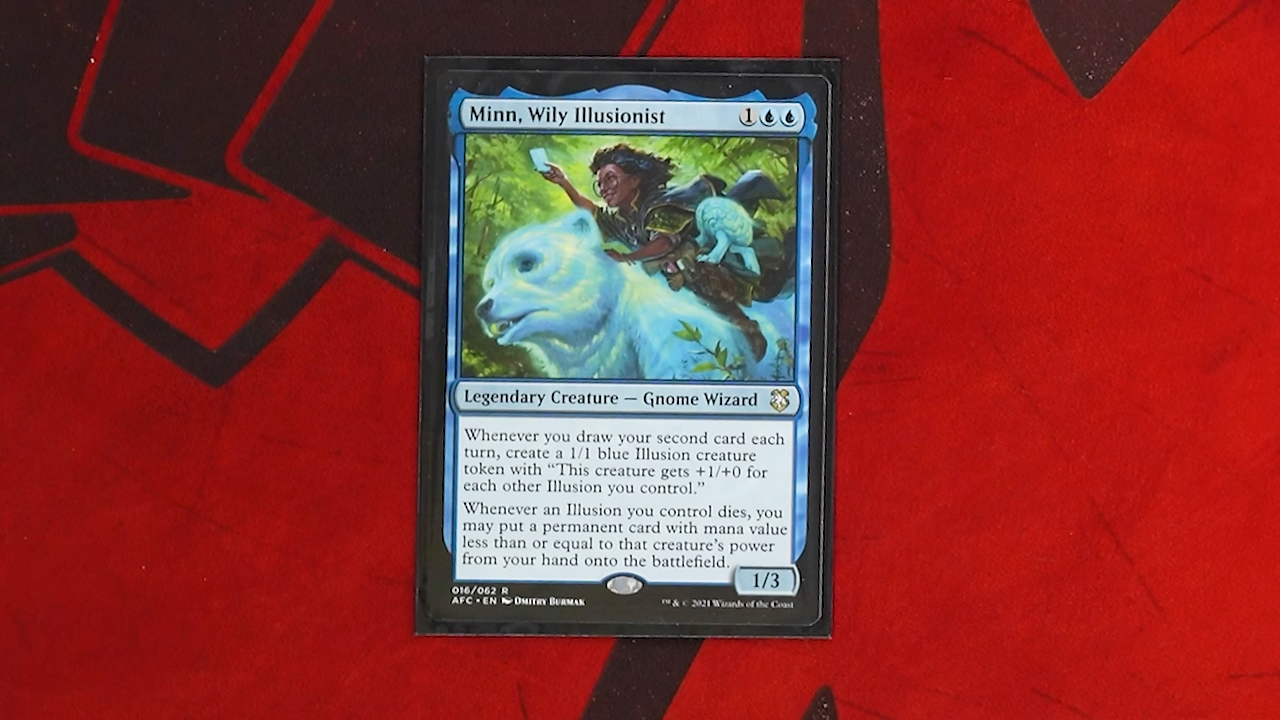 Minn, Wily Illusionist 1
Legendary Creature — Gnome Wizard
Whenever you draw your second card each
turn, create a 1/1 blue Illusion creature
token with “This creature gets +1/+0 for
each other Illusion you control.”
Whenever an Illusion you control dies, you
may put a permanent card with mana value
less than or equal to that creature’s power
from your hand onto the battlefield.
1/3
016/062 R
AFC • EN Dmitry Burmak
™ & © 2021 Wizards of the Coast